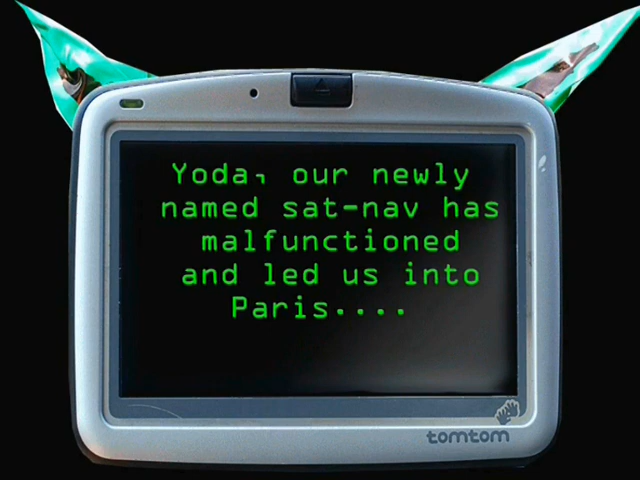 Yoda, our newly
named sat-nav has
malfunctioned
and led us into
Paris....
tomtom